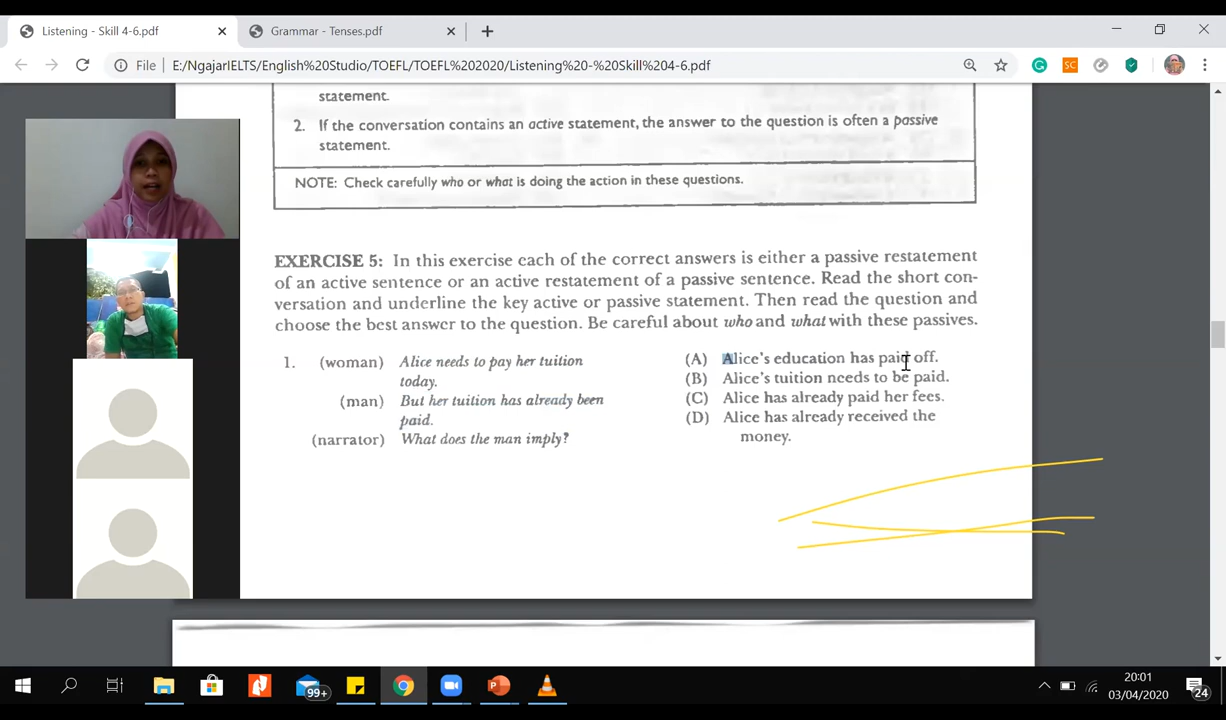 Listening - Skill 4-6.pdf
Grammar - Tenses.pdf
File
E:/NgajarIELTS/English%20Studio/TOEFL/TOEFL%202020/Listening%20-%20Skill%204-6.pdf
SC
statement.
2. If the conversation contains an active statement, the answer to the question is often a passive
statement.
NOTE: Check carefully who or what is doing the action in these questions.
EXERCISE 5: In this exercise each of the correct answers is either a passive restatement
of an active sentence or an active restatement of a passive sentence. Read the short con-
versation and underline the key active or passive statement. Then read the question and
choose the best answer to the question. Be careful about who and what with these passives.
1. (woman) Alice needs to pay her tuition
today.
(man) But her tuition has already been
paid.
(narrator) What does the man imply?
(A) Alice's education has paid off.
(B) Alice's tuition needs to be paid.
(C) Alice has already paid her fees.
(D) Alice has already received the
money.
99+
20:01
03/04/2020
24